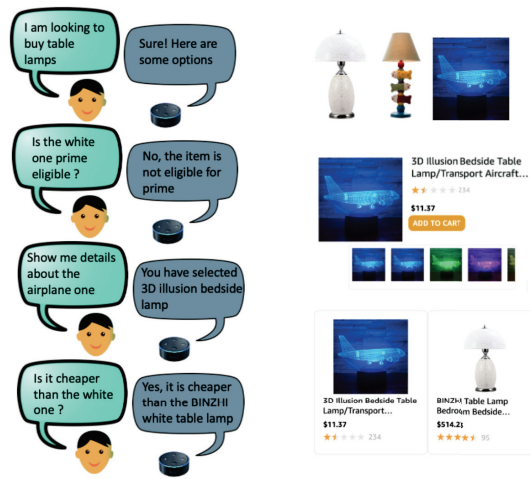 I am looking to
buy table
lamps
Sure! Here are
some options
Is the white
one prime
eligible ?
No, the item is
not eligible for
prime
3D Illusion Bedside Table
Lamp/Transport Aircraft...
234
$11.37
ADD TO CART
Show me details
about the
airplane one
You have selected
3D illusion bedside
lamp
Is it cheaper
than the white
one ?
Yes, it is cheaper
than the BINZHI
white table lamp
3D Illusion Bedside Table
Lamp/Transport...
$11.37
234
BINZHI Table Lamp
Bedroom Bedside...
$514.25
95